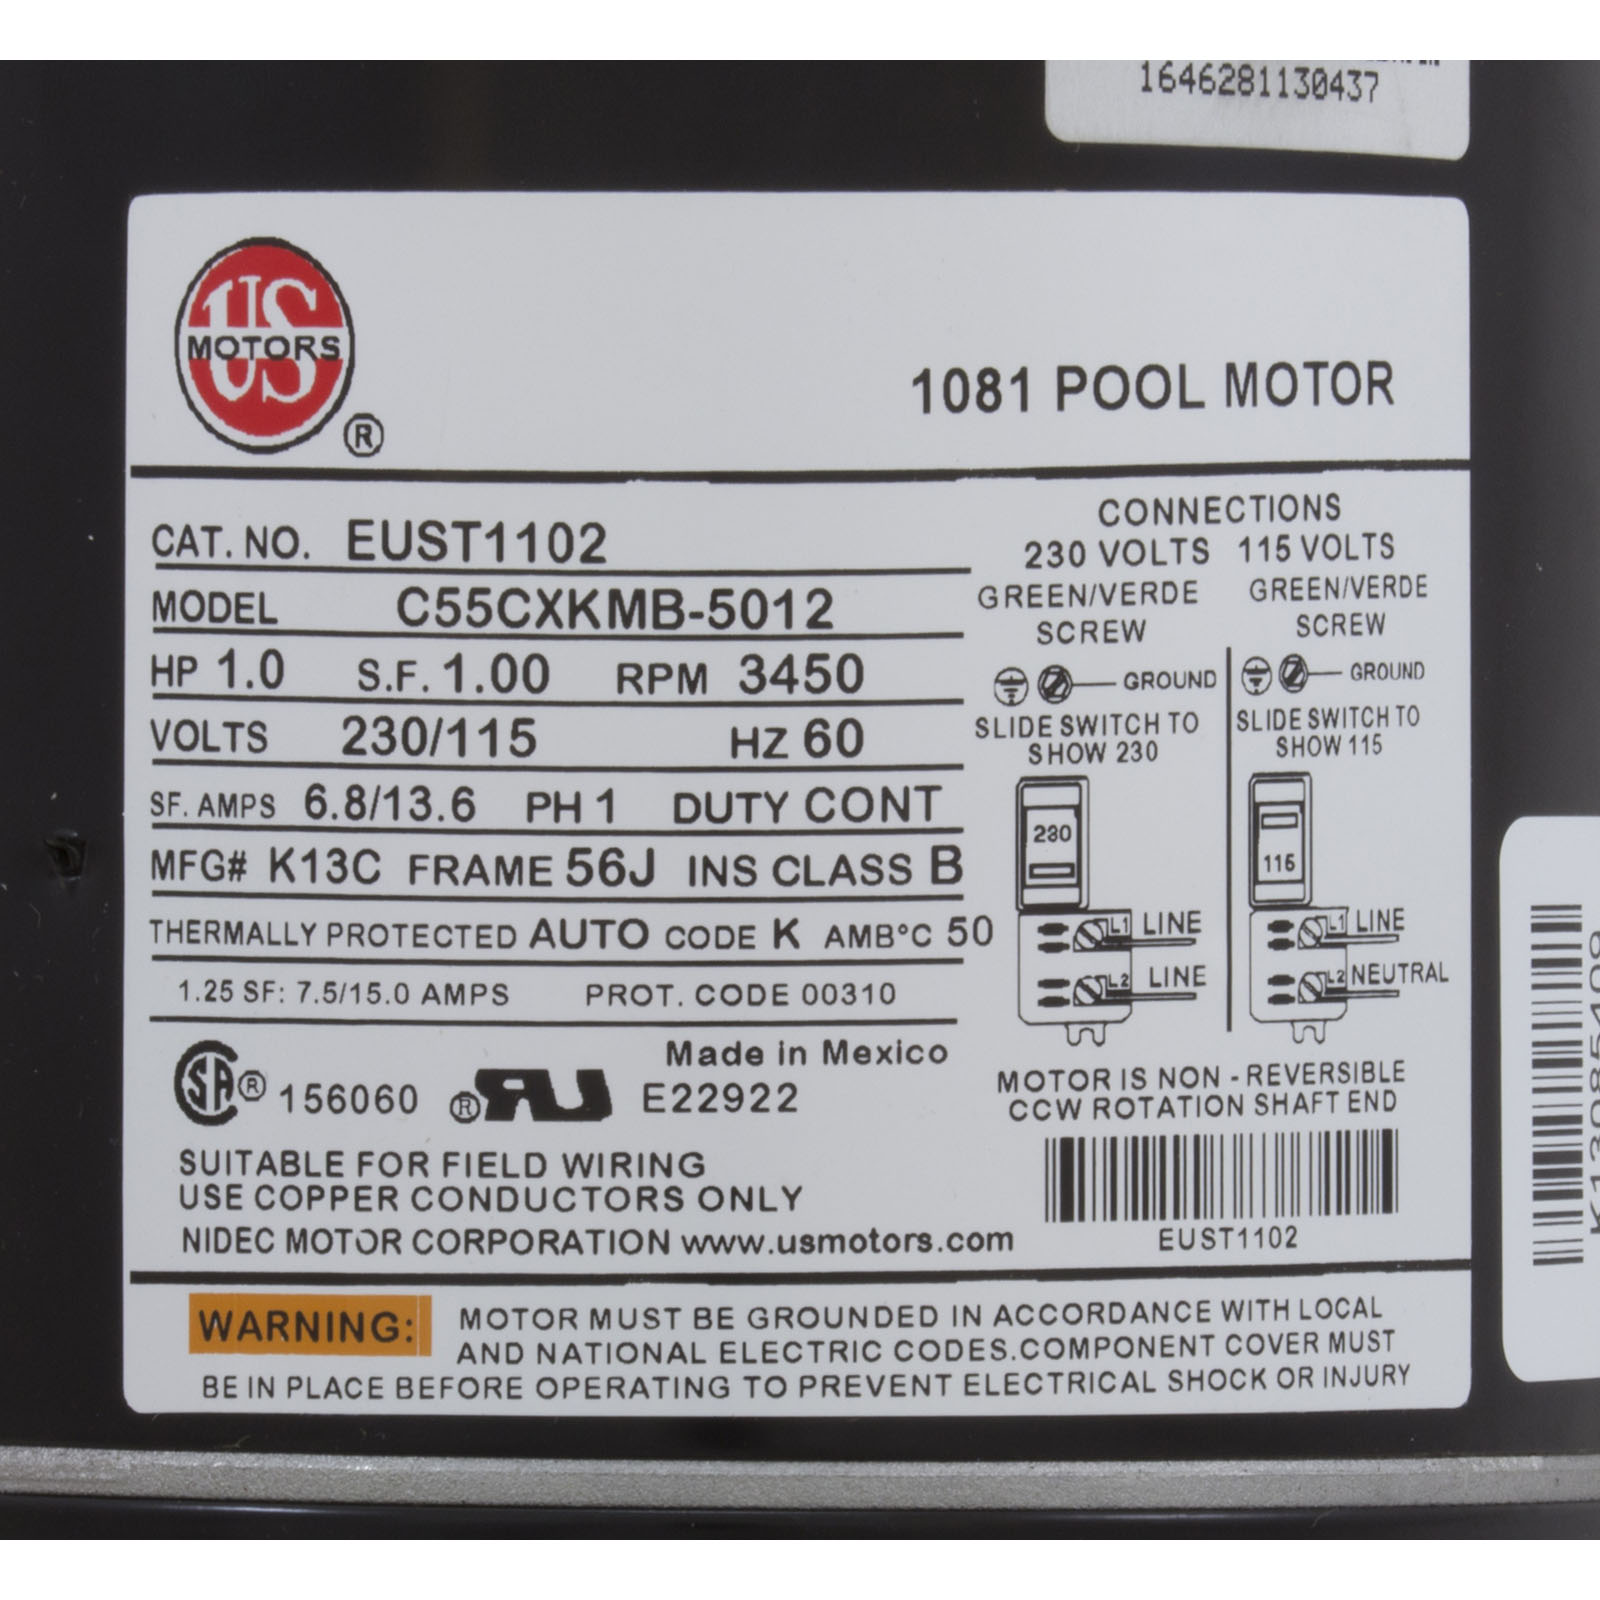 1646281130437
US
MOTORS
®
1081 POOL MOTOR
CAT. NO. EUST1102
MODEL C55CXKMB-5012
HP 1.0 S.F. 1.00 RPM 3450
VOLTS 230/115 HZ 60
SF. AMPS 6.8/13.6 PH 1 DUTY CONT
MFG# K13C FRAME 56J INS CLASS B
THERMALLY PROTECTED AUTO CODE K AMB°C 50
1.25 SF: 7.5/15.0 AMPS PROT. CODE 00310
Made in Mexico
SA ® 156060 ® RU E22922
SUITABLE FOR FIELD WIRING
USE COPPER CONDUCTORS ONLY
NIDEC MOTOR CORPORATION www.usmotors.com
CONNECTIONS
230 VOLTS 115 VOLTS
GREEN/VERDE
SCREW
GROUND
SLIDE SWITCH TO
SHOW 230
230
L1 LINE
L2 LINE
GREEN/VERDE
SCREW
GROUND
SLIDE SWITCH TO
SHOW 115
115
L1 LINE
L2 NEUTRAL
MOTOR IS NON - REVERSIBLE
CCW ROTATION SHAFT END
EUST1102
WARNING: MOTOR MUST BE GROUNDED IN ACCORDANCE WITH LOCAL
AND NATIONAL ELECTRIC CODES.COMPONENT COVER MUST
BE IN PLACE BEFORE OPERATING TO PREVENT ELECTRICAL SHOCK OR INJURY